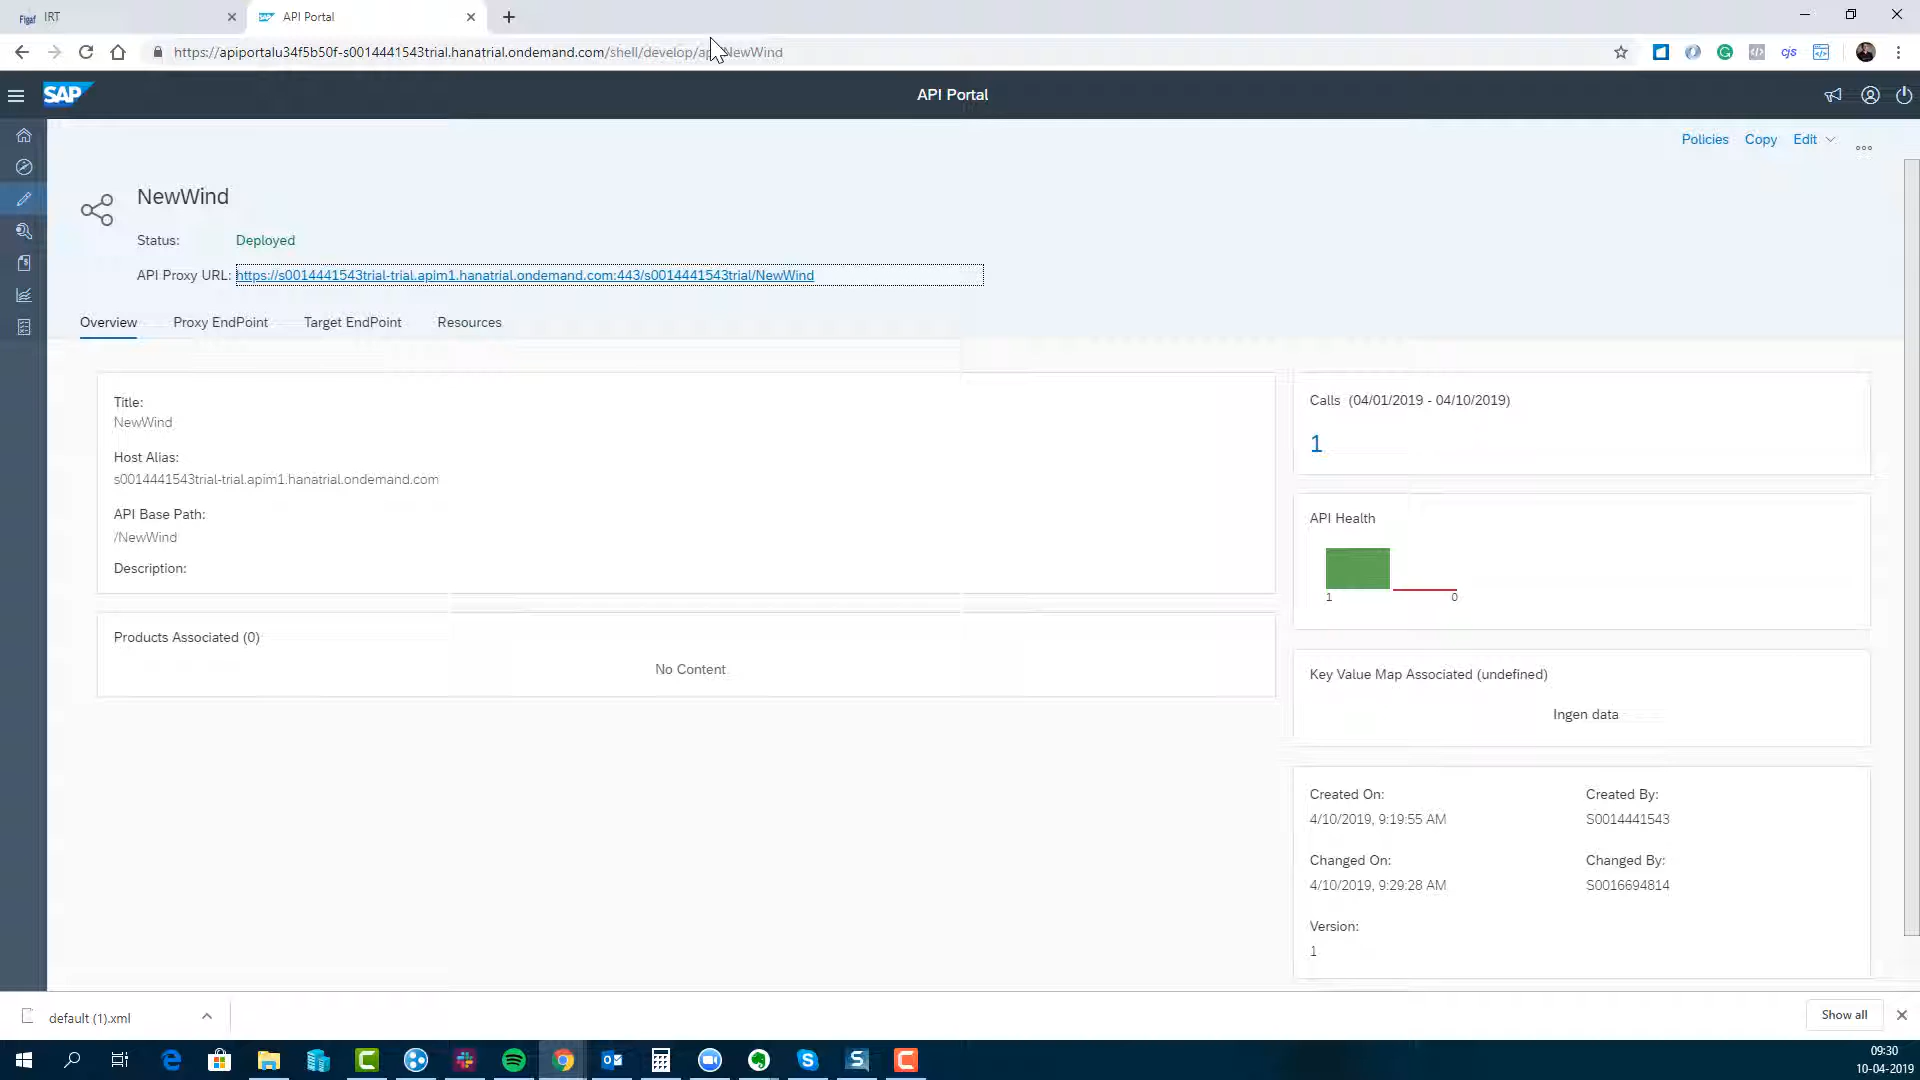 Figaf IRT
API Portal
https://apiportalu34f5b50f-s0014441543trial.hanatrial.ondemand.com/shell/develop/ap NewWind
cjs
SAP
API Portal
Policies Copy Edit
NewWind
Status: Deployed
API Proxy URL: https://s0014441543trial-trial.apim1.hanatrial.ondemand.com:443/s0014441543trial/NewWind
Overview Proxy EndPoint Target EndPoint Resources
Title:
NewWind
Host Alias:
s0014441543trial-trial.apim1.hanatrial.ondemand.com
API Base Path:
/NewWind
Description:
Products Associated (0)
No Content
Calls (04/01/2019 - 04/10/2019)
1
API Health
1 0
Key Value Map Associated (undefined)
Ingen data
Created On: Created By:
4/10/2019, 9:19:55 AM S0014441543
Changed On: Changed By:
4/10/2019, 9:29:28 AM S0016694814
Version:
1
default (1).xml
Show all
09:30
10-04-2019